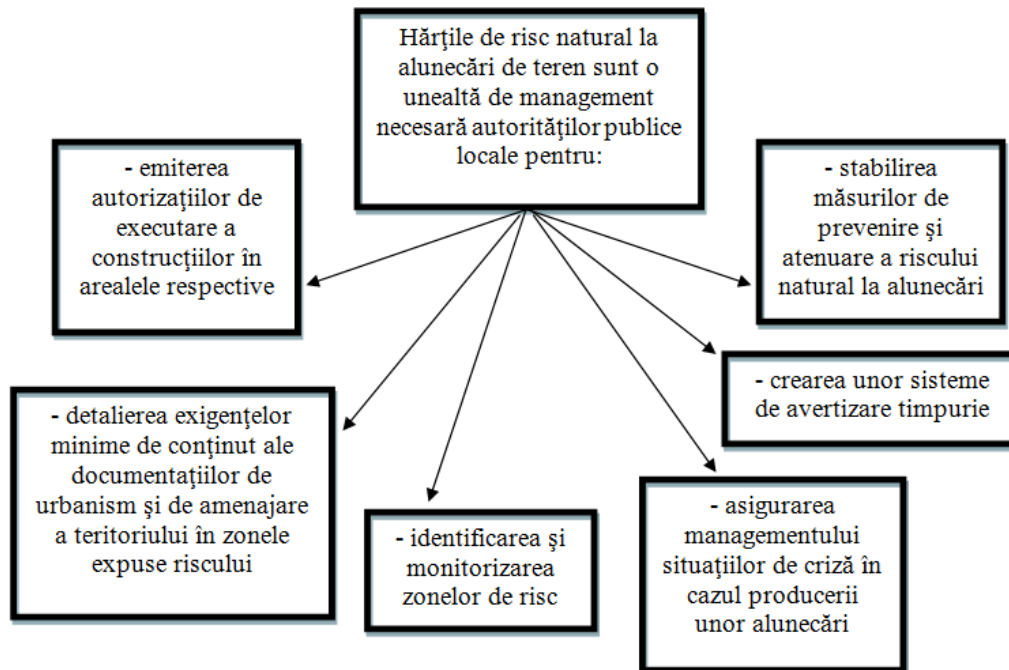 Hărţile de risc natural la
alunecări de teren sunt o
unealtă de management
necesară autorităţilor publice
locale pentru:
- emiterea
autorizaţiilor de
executare a
construcţiilor în
arealele respective
- stabilirea
măsurilor de
prevenire şi
atenuare a riscului
natural la alunecări
- detalierea exigenţelor
minime de conţinut ale
documentaţiilor de
urbanism şi de amenajare
a teritoriului în zonele
expuse riscului
- crearea unor sisteme
de avertizare timpurie
- identificarea şi
monitorizarea
zonelor de risc
- asigurarea
managementului
situaţiilor de criză în
cazul producerii
unor alunecări